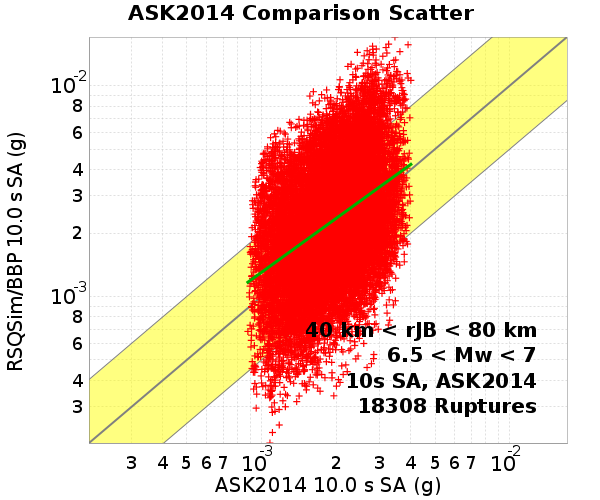 ASK2014 Comparison Scatter
RSQSim/BBP 10.0 s SA (g)
10⁻²
8
6
4
3
2
10⁻³
8
6
4
3
40 km < rJB < 80 km
6.5 < Mw < 7
10s SA, ASK2014
18308 Ruptures
3 4 5 6 7 10⁻³ 2 3 4 5 6 7 10⁻²
ASK2014 10.0 s SA (g)